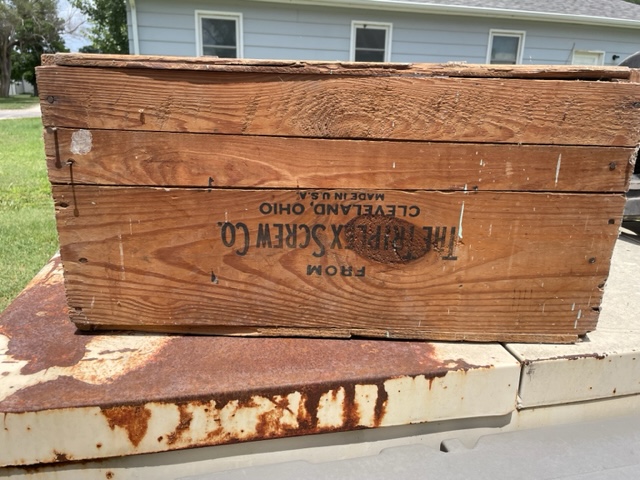 FROM
THE TRIPLEX SCREW CO.
CLEVELAND, OHIO
MADE IN U.S.A.